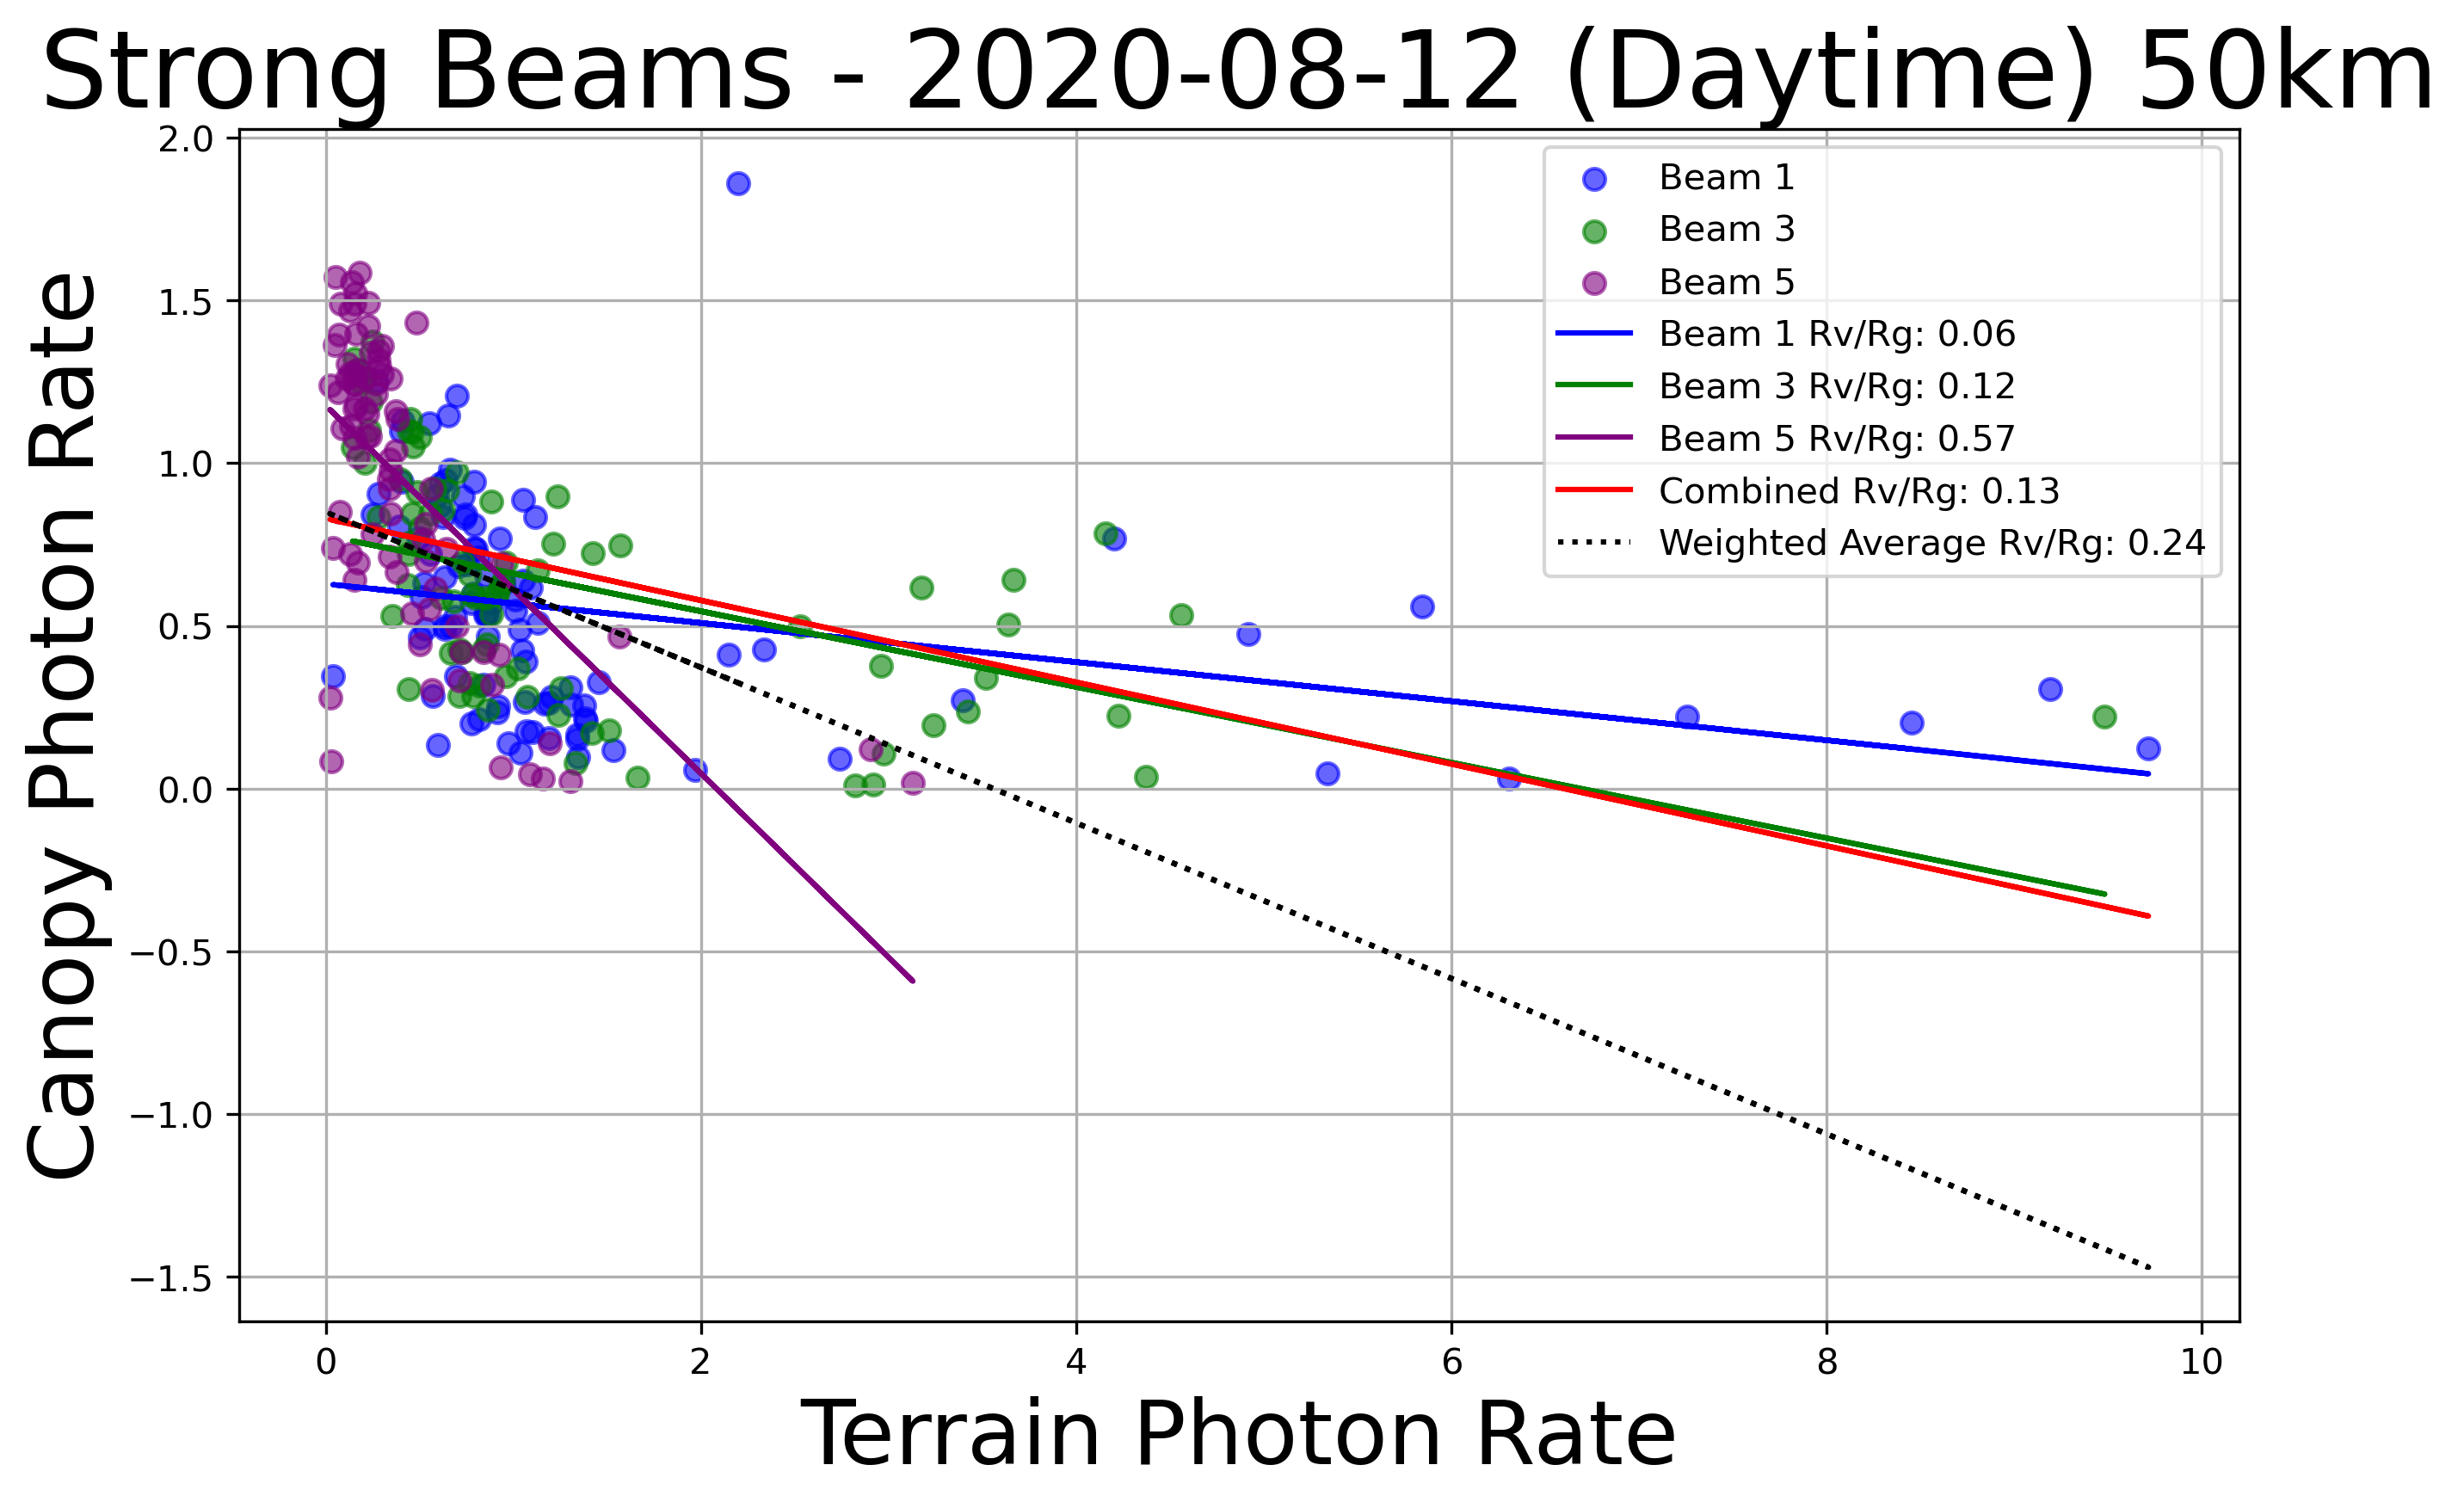 Strong Beams - 2020-08-12 (Daytime) 50km
Canopy Photon Rate
2.0
1.5
1.0
0.5
0.0
−0.5
−1.0
−1.5
Beam 1
Beam 3
Beam 5
Beam 1 Rv/Rg: 0.06
Beam 3 Rv/Rg: 0.12
Beam 5 Rv/Rg: 0.57
Combined Rv/Rg: 0.13
Weighted Average Rv/Rg: 0.24
0 2 4 6 8 10
Terrain Photon Rate